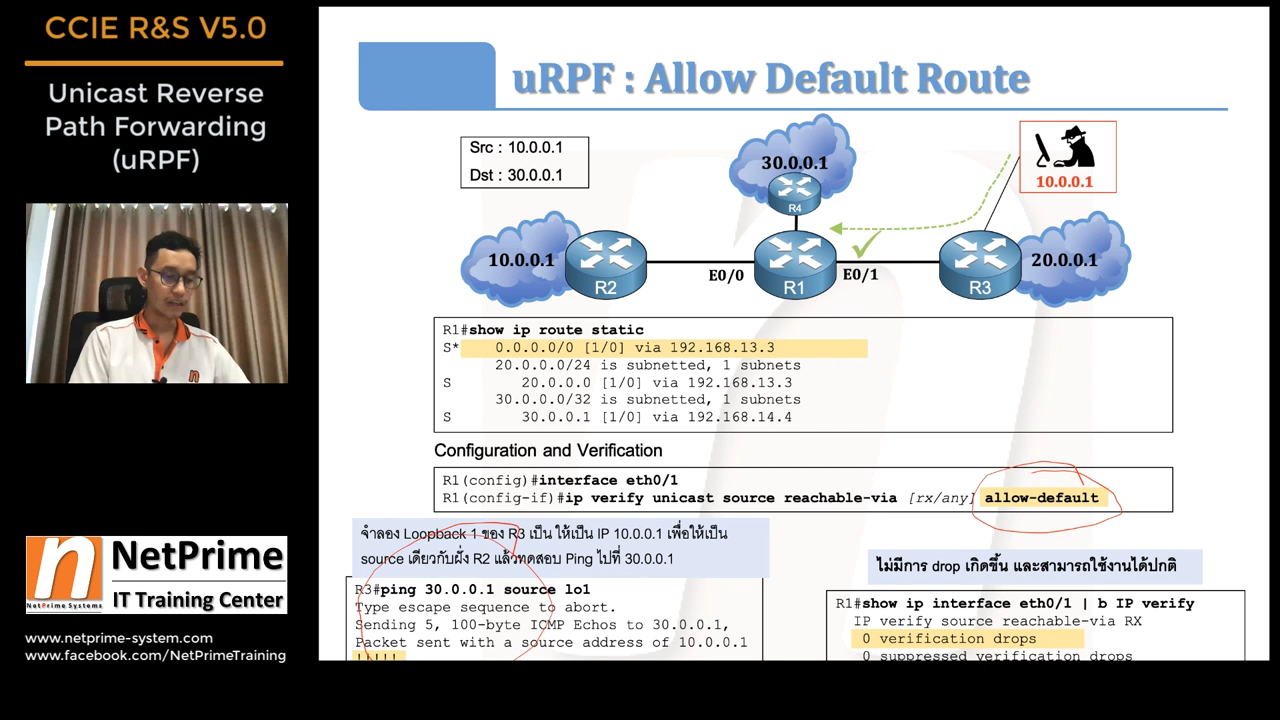 CCIE R&S V5.0
Unicast Reverse
Path Forwarding
(uRPF)
n
NetPrime Systems
NetPrime
IT Training Center
www.netprime-system.com
www.facebook.com/NetPrimeTraining
uRPF : Allow Default Route
Src : 10.0.0.1
Dst : 30.0.0.1
30.0.0.1
R4
10.0.0.1
10.0.0.1
R2
E0/0
R1
E0/1
R3
20.0.0.1
R1#show ip route static
S* 0.0.0.0/0 [1/0] via 192.168.13.3
20.0.0.0/24 is subnetted, 1 subnets
S 20.0.0.0 [1/0] via 192.168.13.3
30.0.0.0/32 is subnetted, 1 subnets
S 30.0.0.1 [1/0] via 192.168.14.4
Configuration and Verification
R1(config)#interface eth0/1
R1(config-if)#ip verify unicast source reachable-via [rx/any] allow-default
จำลอง Loopback 1 ของ R3 เป็น ให้เป็น IP 10.0.0.1 เพื่อให้เป็น
source เดียวกับฝั่ง R2 แล้วทดสอบ Ping ไปที่ 30.0.0.1
R3#ping 30.0.0.1 source lo1
Type escape sequence to abort.
Sending 5, 100-byte ICMP Echos to 30.0.0.1,
Packet sent with a source address of 10.0.0.1
!!!!!
ไม่มีการ drop เกิดขึ้น และสามารถใช้งานได้ปกติ
R1#show ip interface eth0/1 | b IP verify
IP verify source reachable-via RX
0 verification drops
0 suppressed verification drops